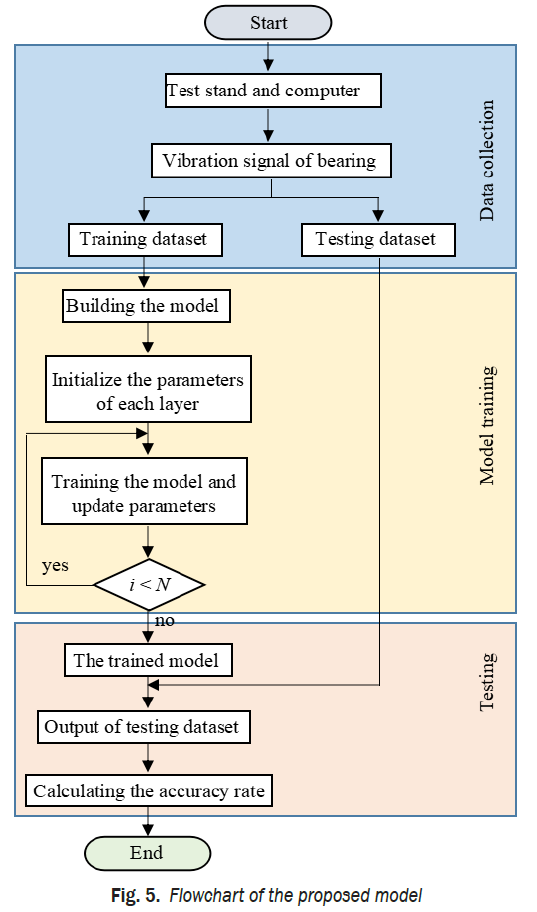 Start
Test stand and computer
Vibration signal of bearing
Data collection
Training dataset
Testing dataset
Building the model
Initialize the parameters
of each layer
Model training
Training the model and
update parameters
yes
i < N
no
The trained model
Testing
Output of testing dataset
Calculating the accuracy rate
End
Fig. 5. Flowchart of the proposed model